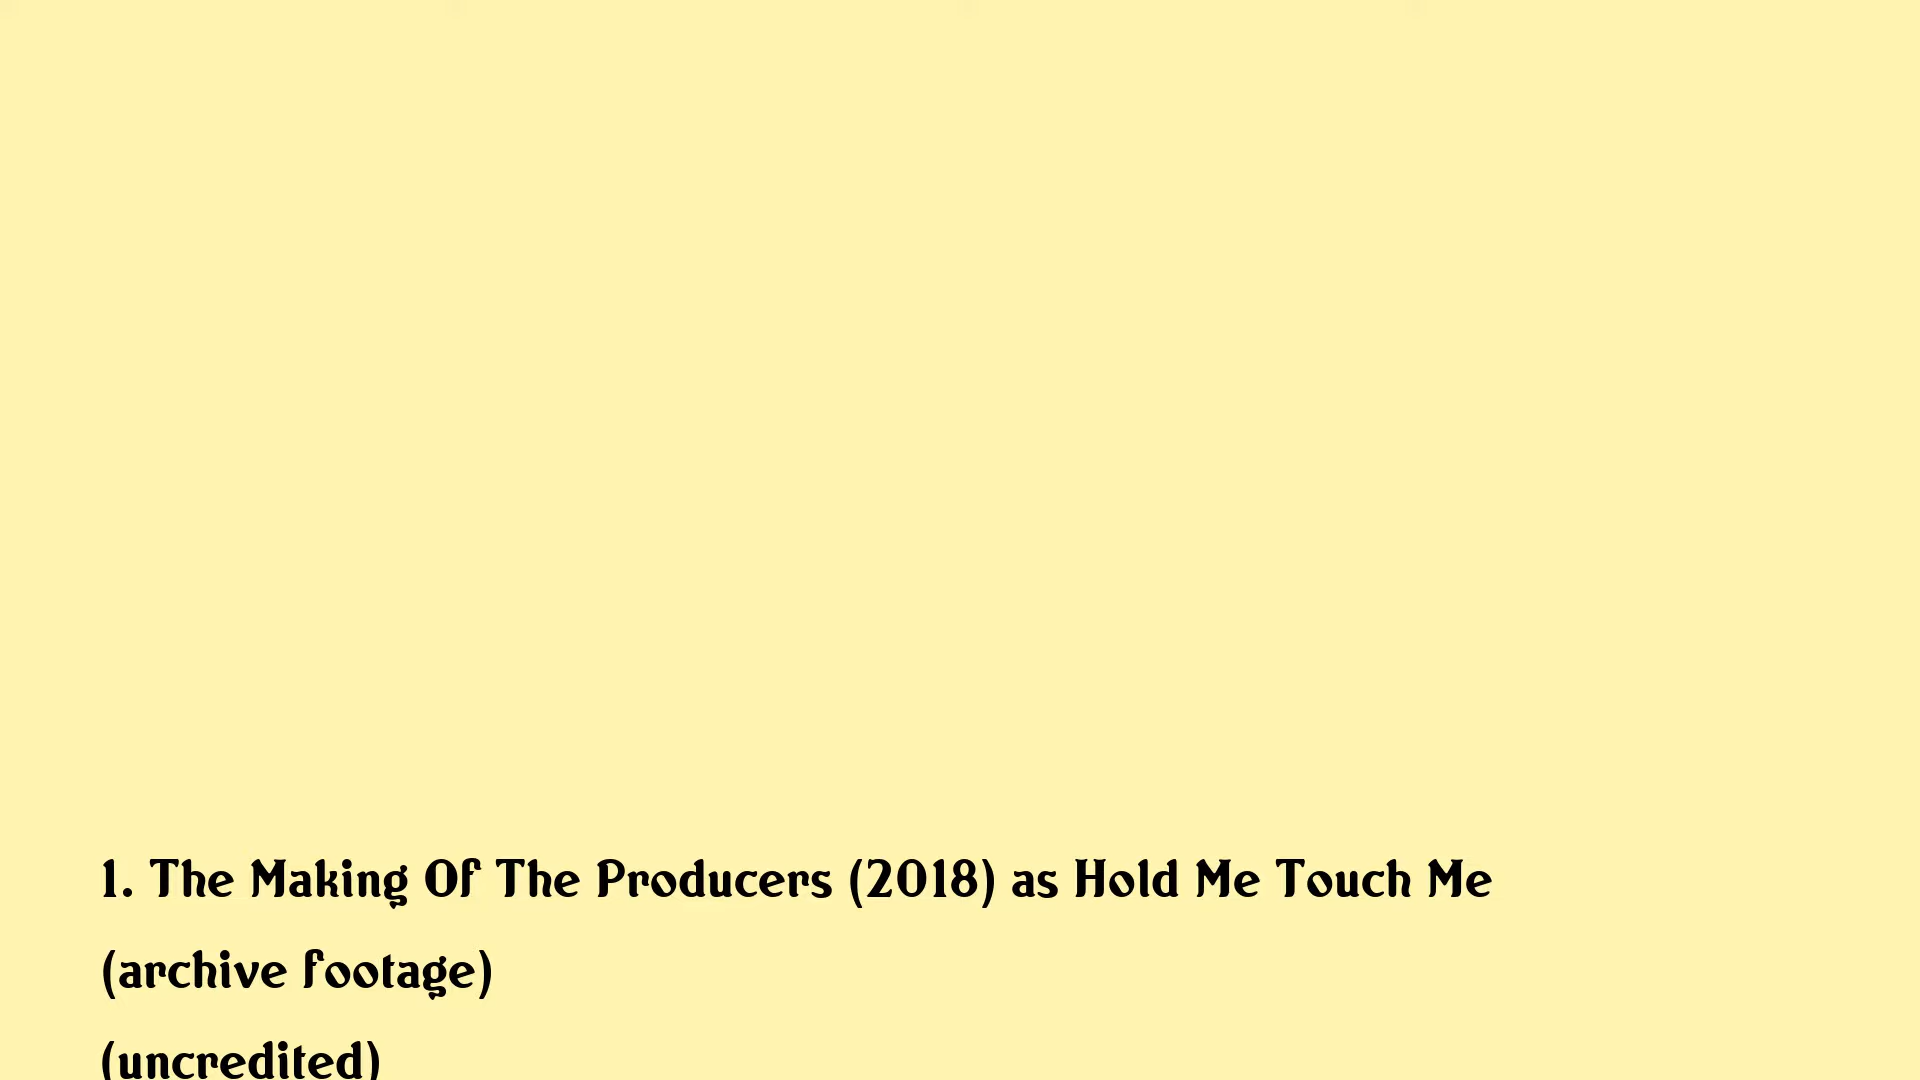 1. The Making Of The Producers (2018) as Hold Me Touch Me
(archive footage)
(uncredited)